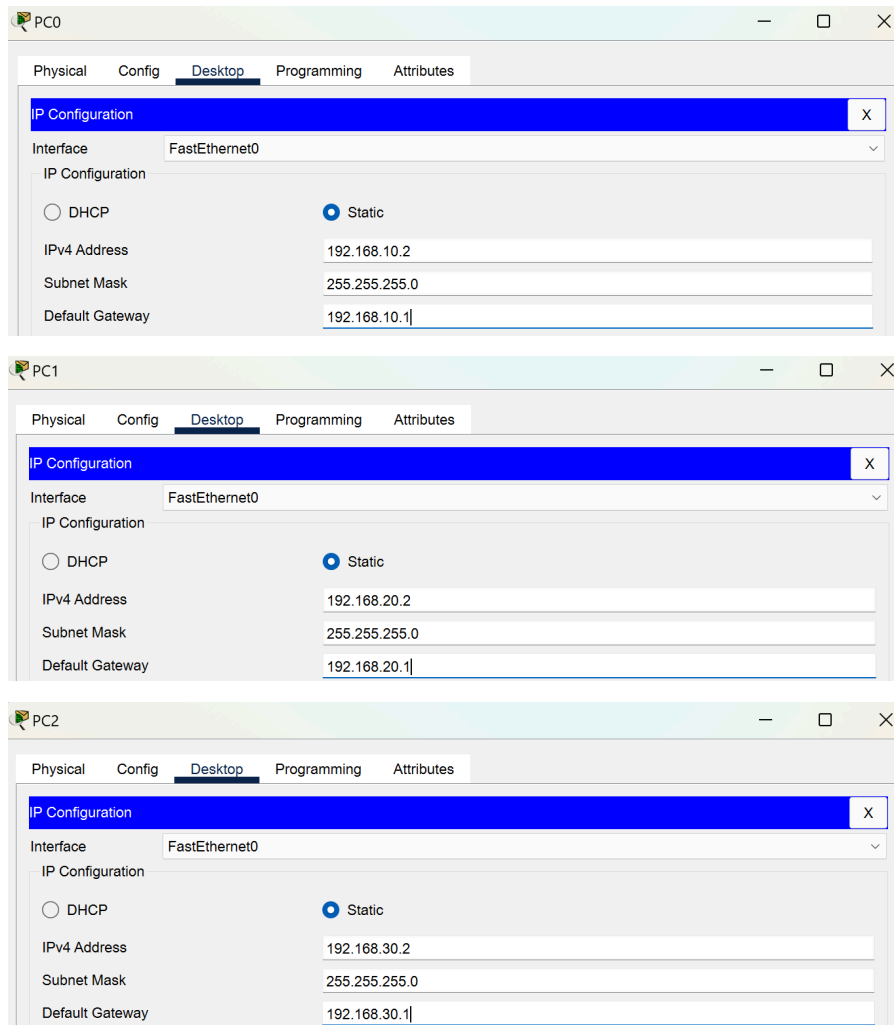 PC0
Physical Config Desktop Programming Attributes
IP Configuration X
Interface FastEthernet0
IP Configuration
DHCP Static
IPv4 Address 192.168.10.2
Subnet Mask 255.255.255.0
Default Gateway 192.168.10.1
PC1
Physical Config Desktop Programming Attributes
IP Configuration X
Interface FastEthernet0
IP Configuration
DHCP Static
IPv4 Address 192.168.20.2
Subnet Mask 255.255.255.0
Default Gateway 192.168.20.1
PC2
Physical Config Desktop Programming Attributes
IP Configuration X
Interface FastEthernet0
IP Configuration
DHCP Static
IPv4 Address 192.168.30.2
Subnet Mask 255.255.255.0
Default Gateway 192.168.30.1